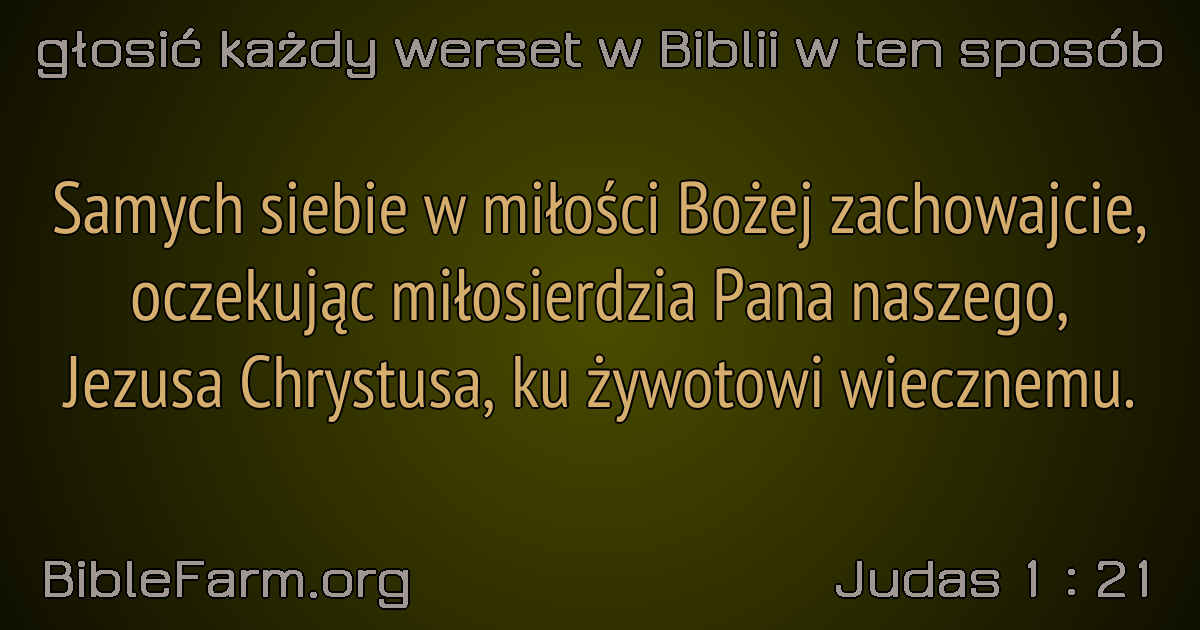 głosić każdy werset w Biblii w ten sposób
Samych siebie w miłości Bożej zachowajcie,
oczekując miłosierdzia Pana naszego,
Jezusa Chrystusa, ku żywotowi wiecznemu.
BibleFarm.org
Judas 1 : 21